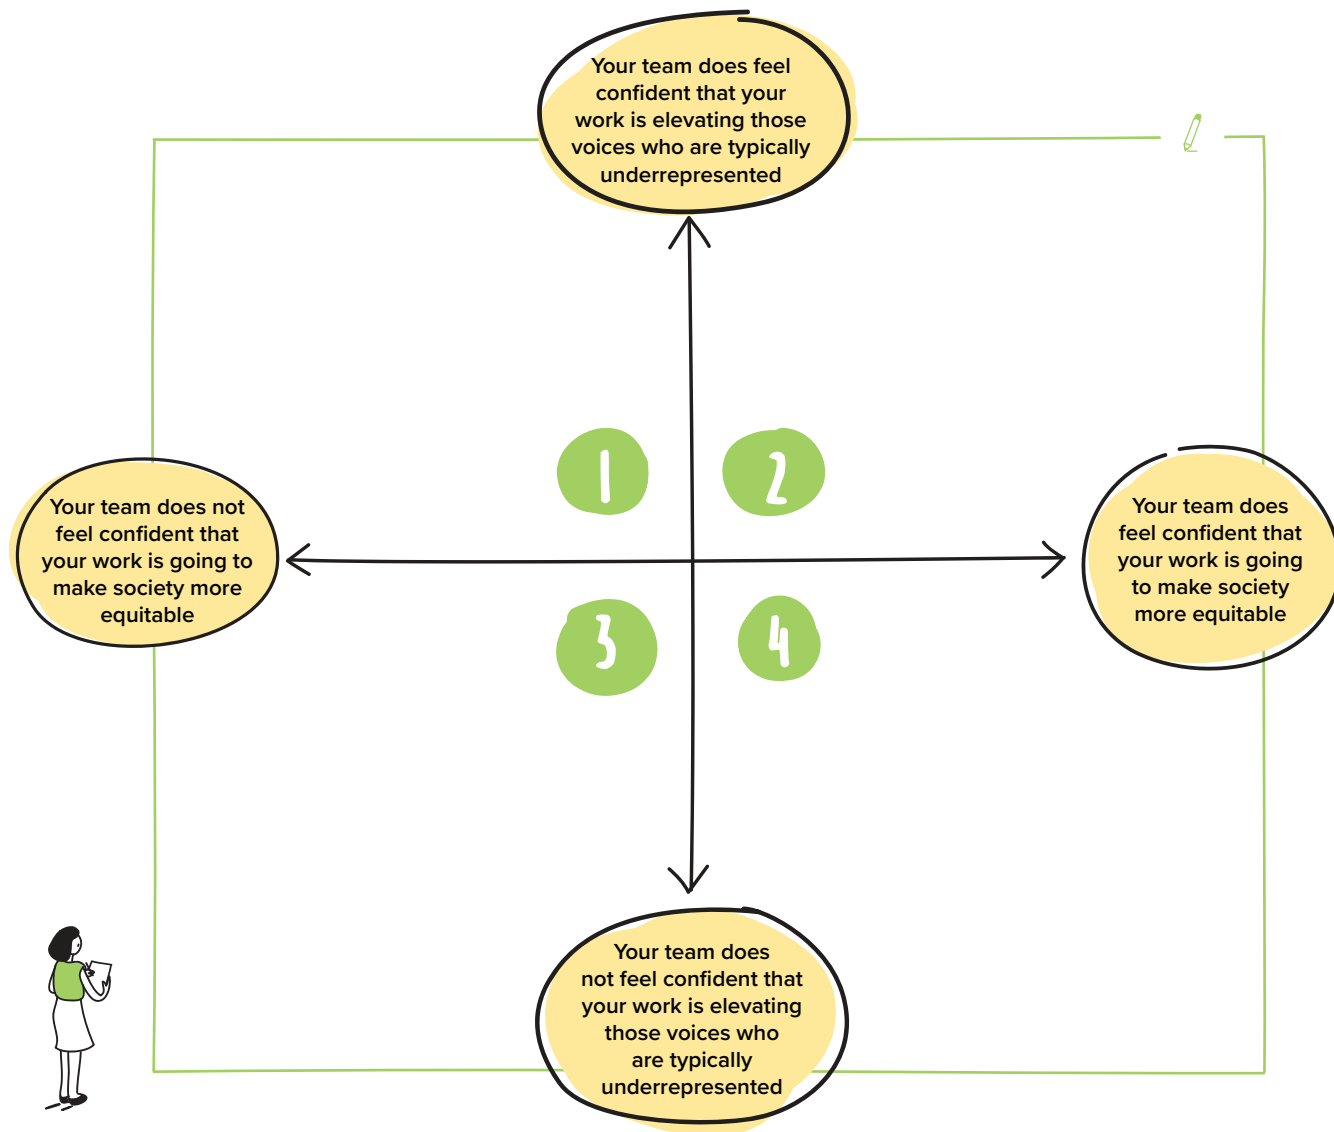 Your team does feel
confident that your
work is elevating those
voices who are typically
underrepresented
1
2
Your team does not
feel confident that
your work is going to
make society more
equitable
Your team does
feel confident that
your work is going
to make society
more equitable
3
4
Your team does
not feel confident that
your work is elevating
those voices who
are typically
underrepresented